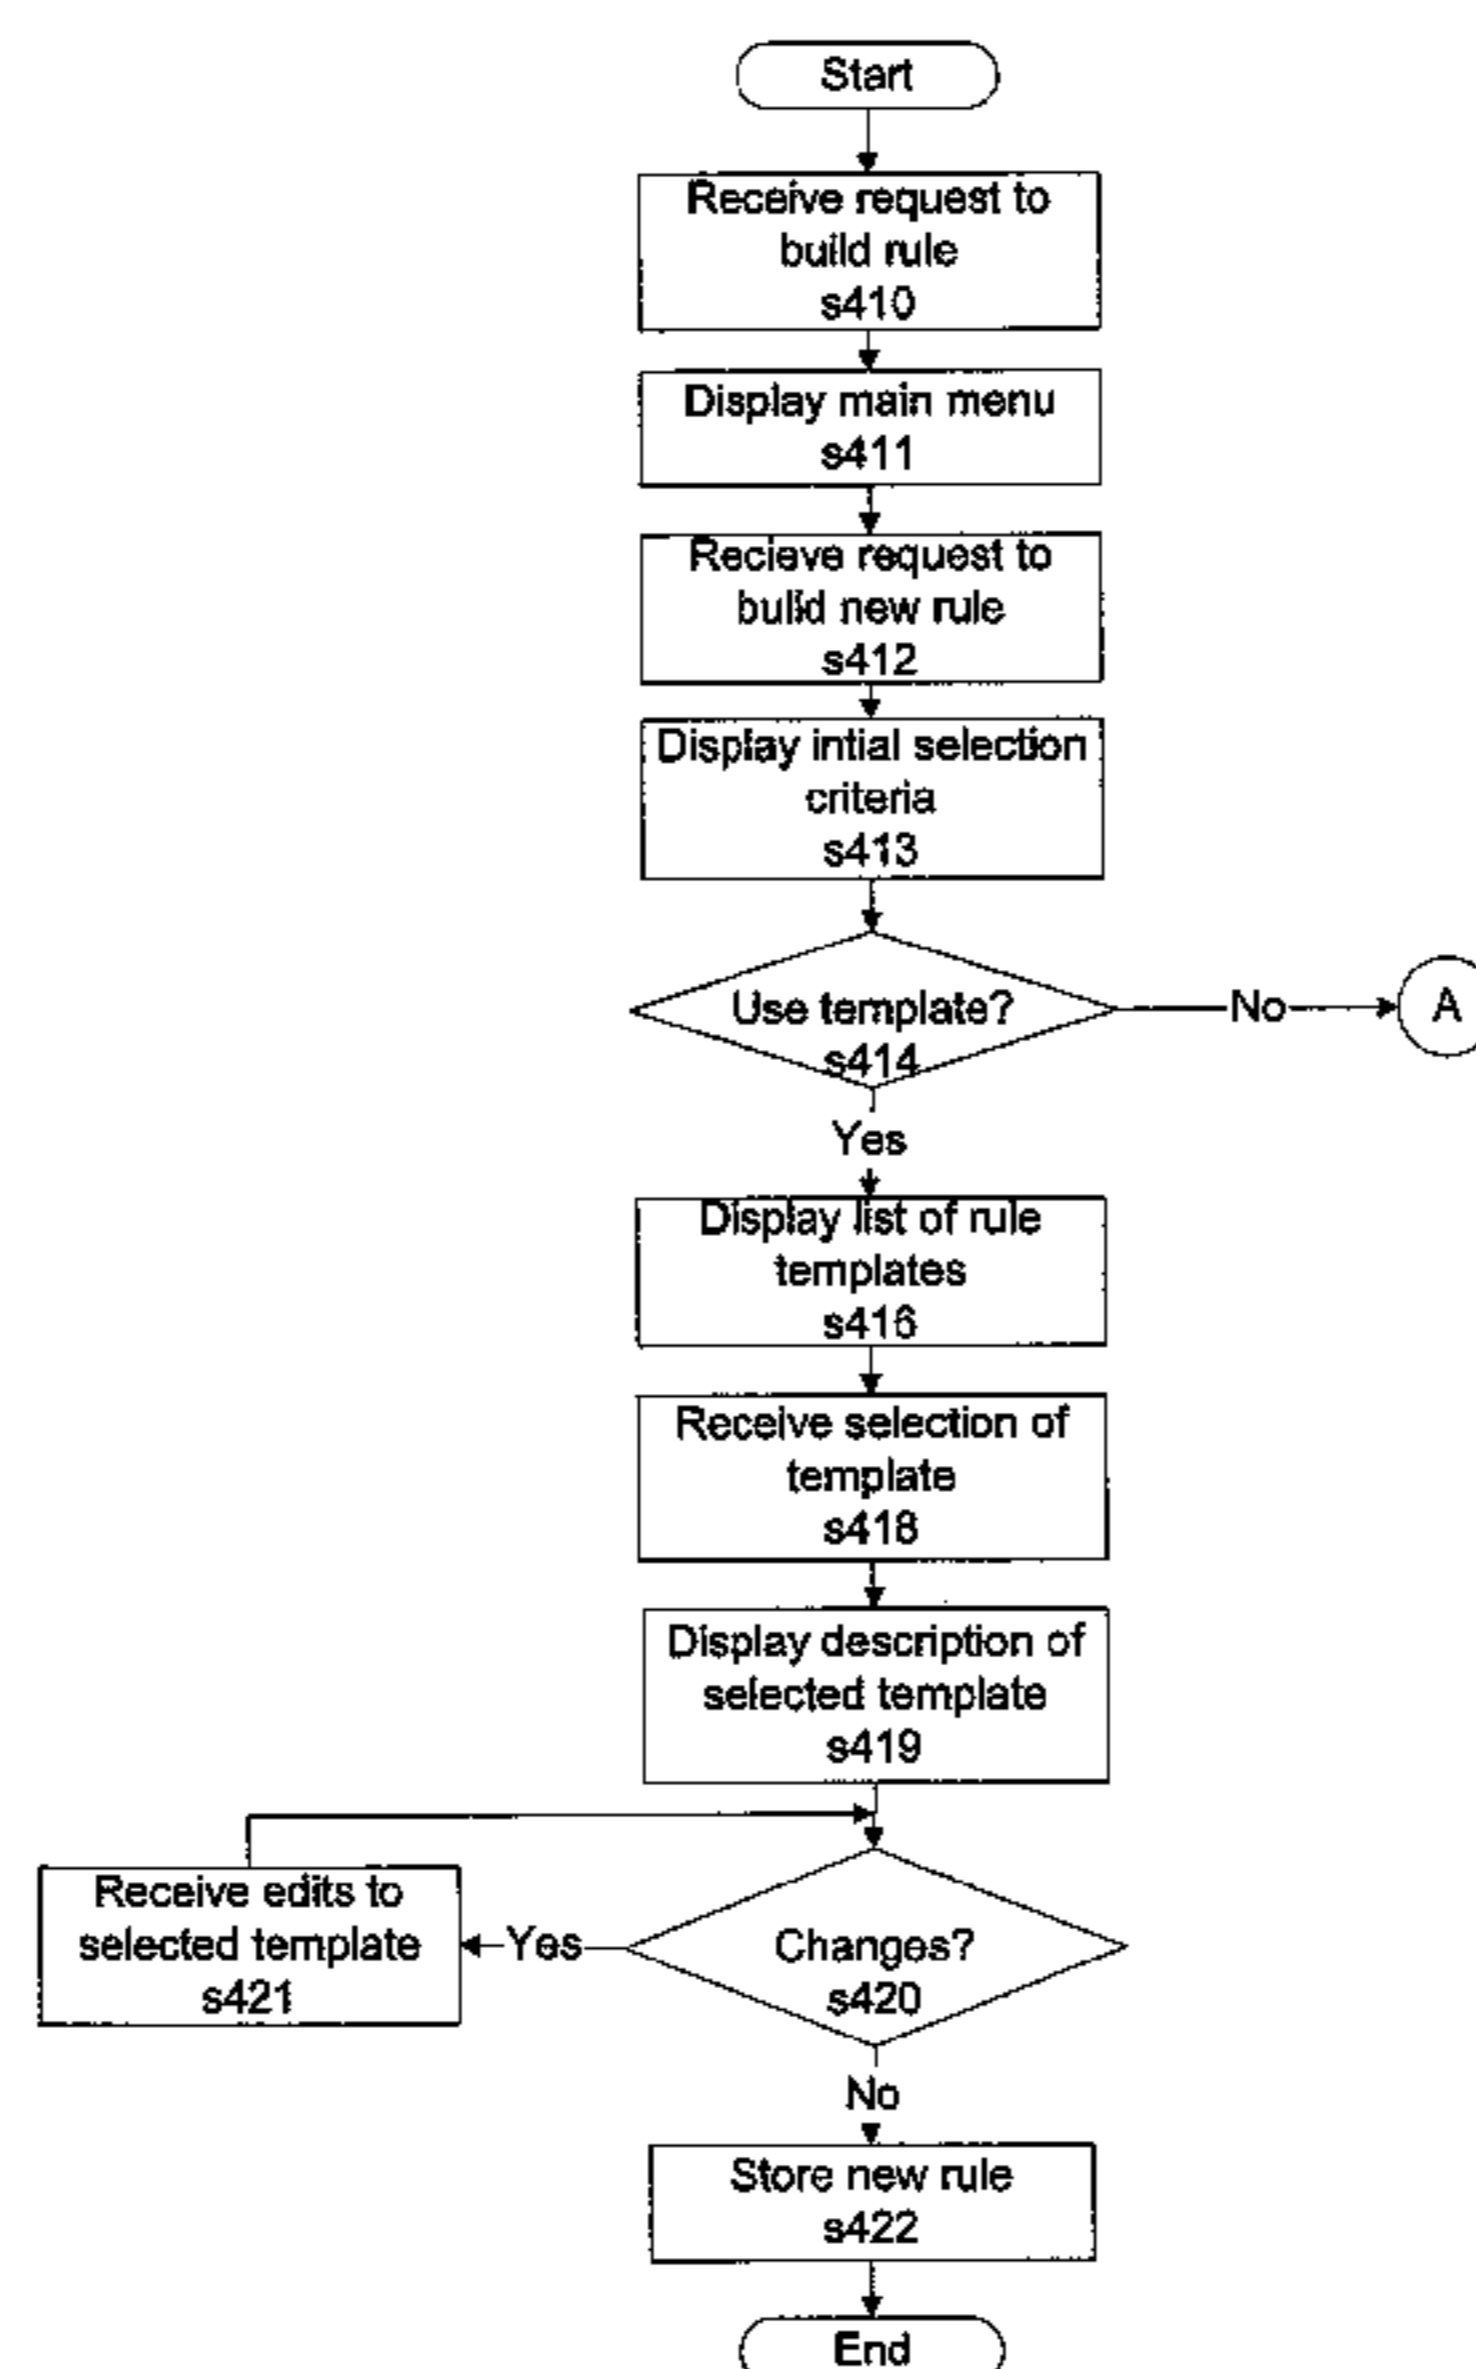 Start
Receive request to
build rule
s410
Display main menu
s411
Recieve request to
bulid new rule
s412
Display intial selection
criteria
s413
Use template?
s414
No
A
Yes
Display list of rule
templates
s416
Receive selection of
template
s418
Display description of
selected template
s419
Receive edits to
selected template
s421
Yes
Changes?
s420
No
Store new rule
s422
End